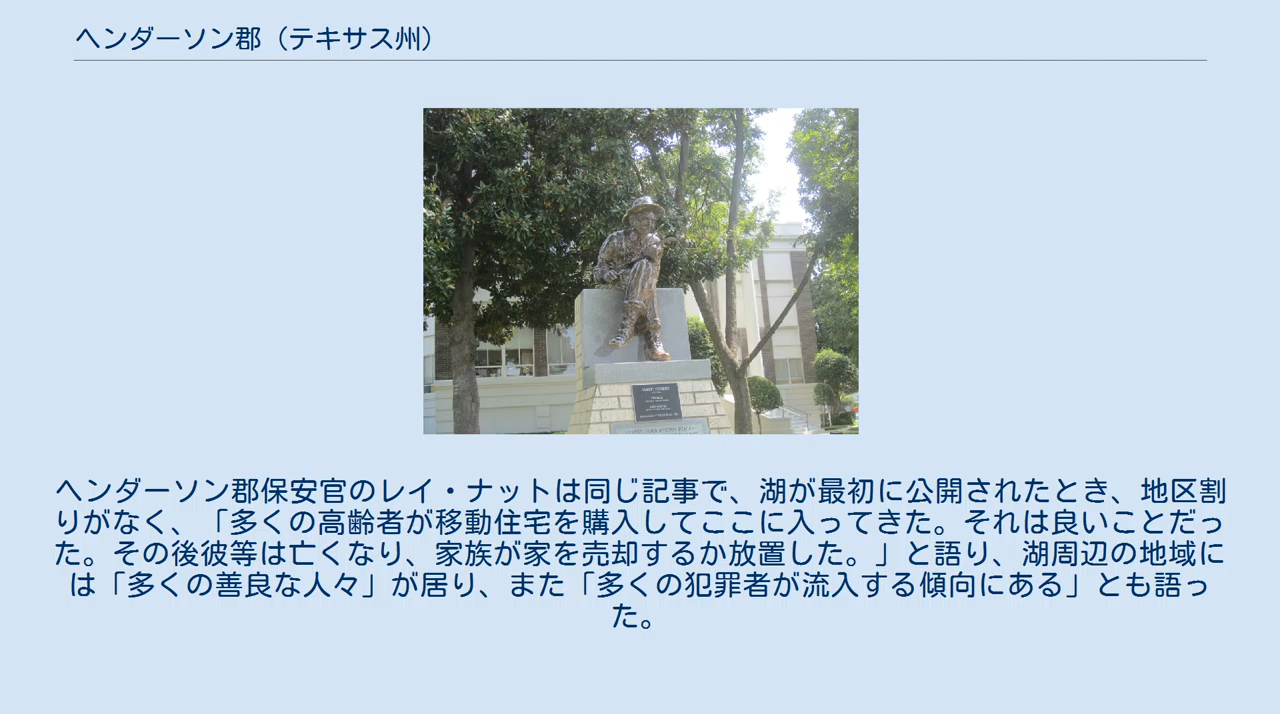 ヘンダーソン郡（テキサス州）
ヘンダーソン郡保安官のレイ・ナットは同じ記事で、湖が最初に公開されたとき、地区割
りがなく、「多くの高齢者が移動住宅を購入してここに入ってきた。それは良いことだっ
た。その後彼等は亡くなり、家族が家を売却するか放置した。」と語り、湖周辺の地域に
は「多くの善良な人々」が居り、また「多くの犯罪者が流入する傾向にある」とも語っ
た。